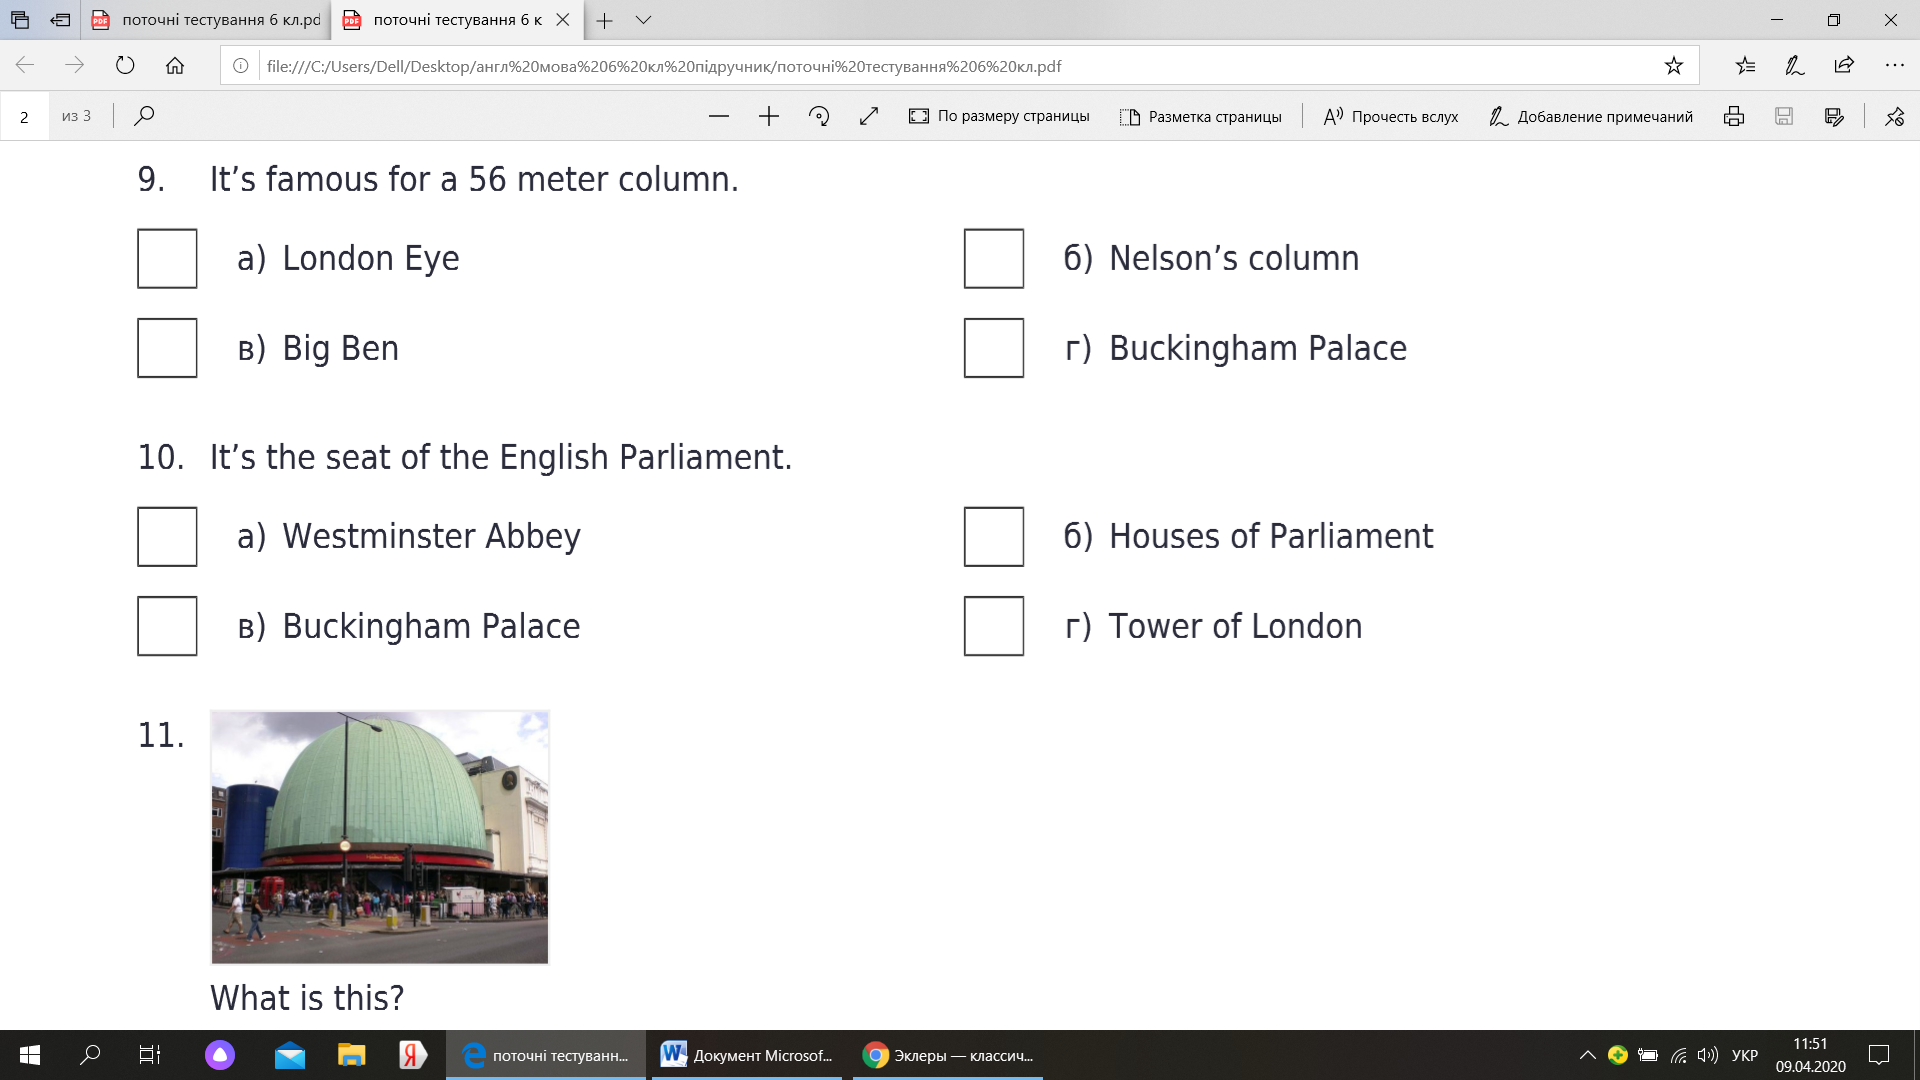 поточні тестування 6 кл.pd
поточні тестування 6 к
file:///C:/Users/Dell/Desktop/англ%20мова%206%20кл%20підручник/поточні%20тестування%206%20кл.pdf
2 из 3
По размеру страницы
Разметка страницы
Прочесть вслух
Добавление примечаний
9. It’s famous for a 56 meter column.
а) London Eye
б) Nelson’s column
в) Big Ben
г) Buckingham Palace
10. It’s the seat of the English Parliament.
а) Westminster Abbey
б) Houses of Parliament
в) Buckingham Palace
г) Tower of London
11.
What is this?
поточні тестуванн...
Документ Microsof...
Эклеры — классич...
УКР
11:51
09.04.2020